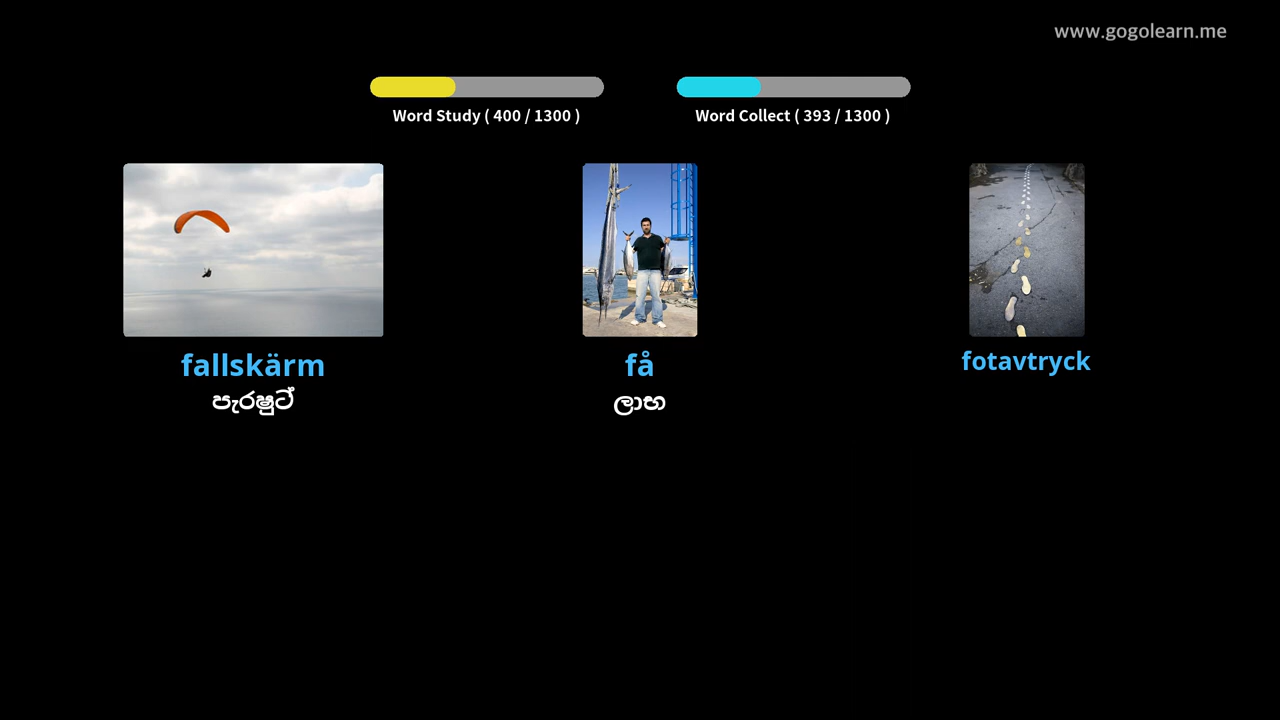 www.gogolearn.me
Word Study ( 400 / 1300 )
Word Collect ( 393 / 1300 )
fallskärm
පැරෂුට්
få
ලාභ
fotavtryck